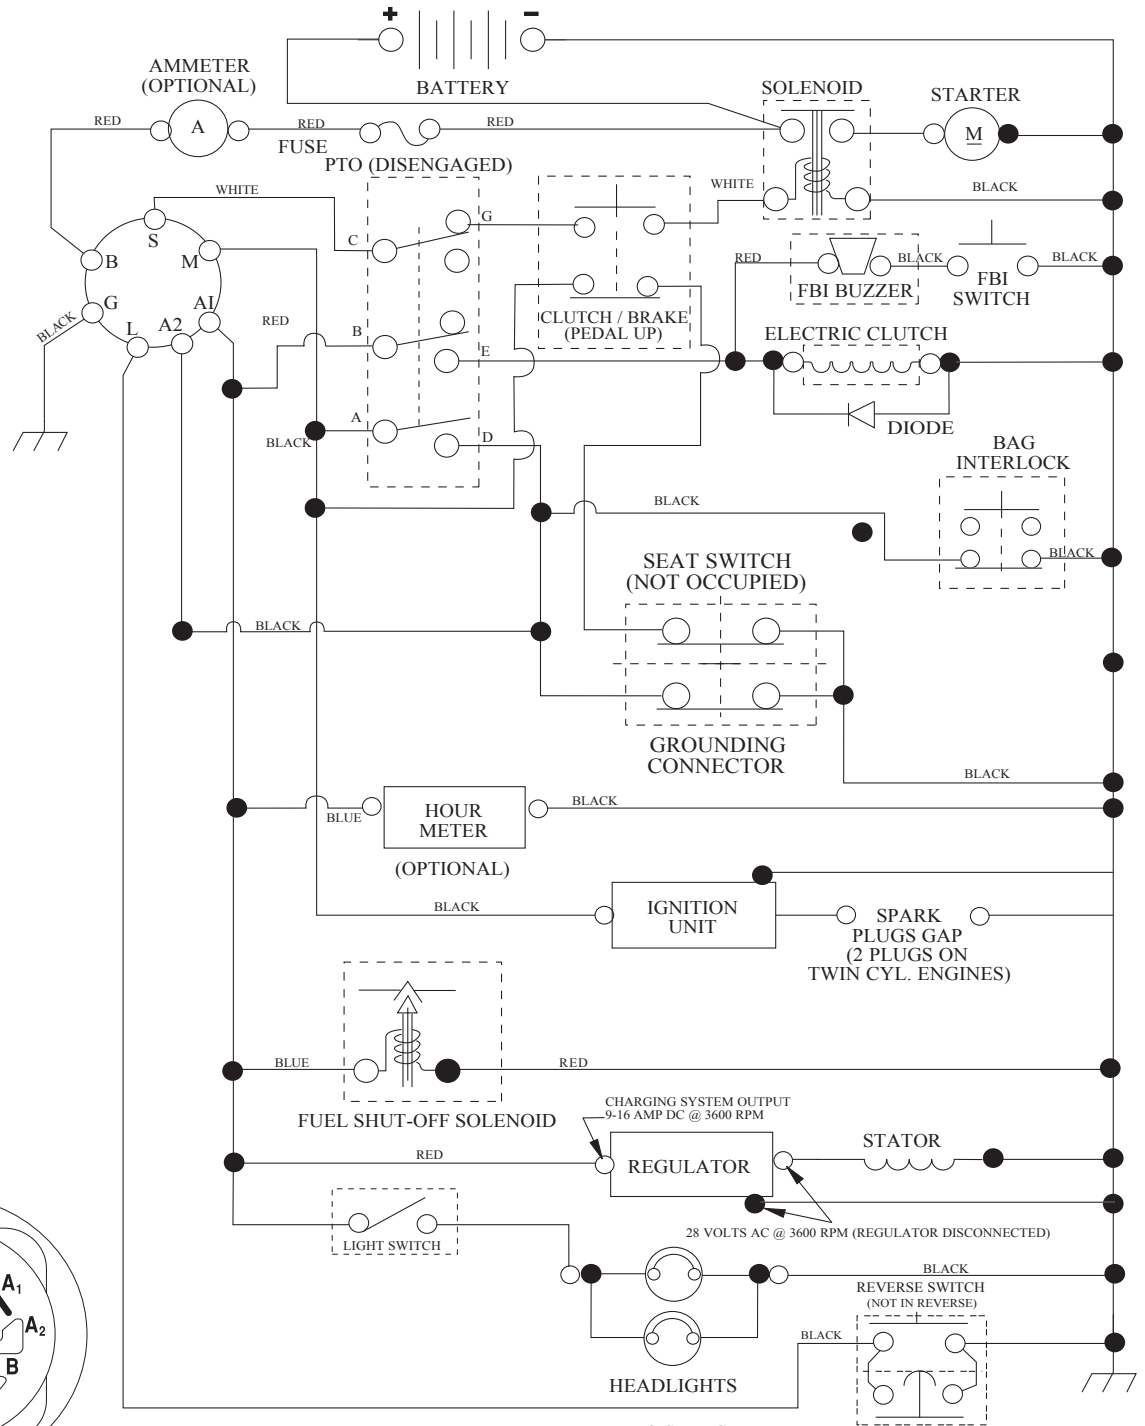 + −
BATTERY
AMMETER
(OPTIONAL)
SOLENOID
STARTER
RED
A
RED
RED
M
FUSE
PTO (DISENGAGED)
WHITE
WHITE
BLACK
S
C
G
B
M
RED
BLACK
BLACK
FBI BUZZER
FBI
SWITCH
G
A1
L
A2
BLACK
RED
B
E
CLUTCH / BRAKE
(PEDAL UP)
ELECTRIC CLUTCH
A
D
BLACK
DIODE
BAG
INTERLOCK
BLACK
BLACK
SEAT SWITCH
(NOT OCCUPIED)
BLACK
GROUNDING
CONNECTOR
BLACK
BLUE
HOUR
METER
BLACK
(OPTIONAL)
BLACK
IGNITION
UNIT
SPARK
PLUGS GAP
(2 PLUGS ON
TWIN CYL. ENGINES)
BLUE
RED
FUEL SHUT-OFF SOLENOID
CHARGING SYSTEM OUTPUT
9-16 AMP DC @ 3600 RPM
RED
REGULATOR
STATOR
28 VOLTS AC @ 3600 RPM (REGULATOR DISCONNECTED)
LIGHT SWITCH
BLACK
REVERSE SWITCH
(NOT IN REVERSE)
BLACK
HEADLIGHTS
A1
A2
B